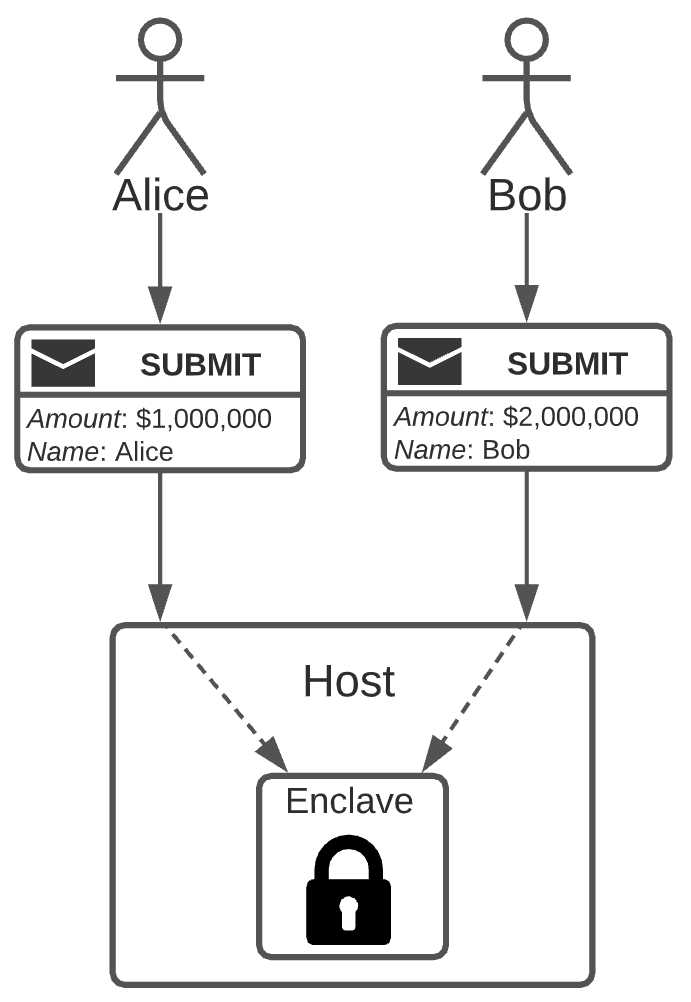 Alice
Bob
SUBMIT
Amount: $1,000,000
Name: Alice
SUBMIT
Amount: $2,000,000
Name: Bob
Host
Enclave